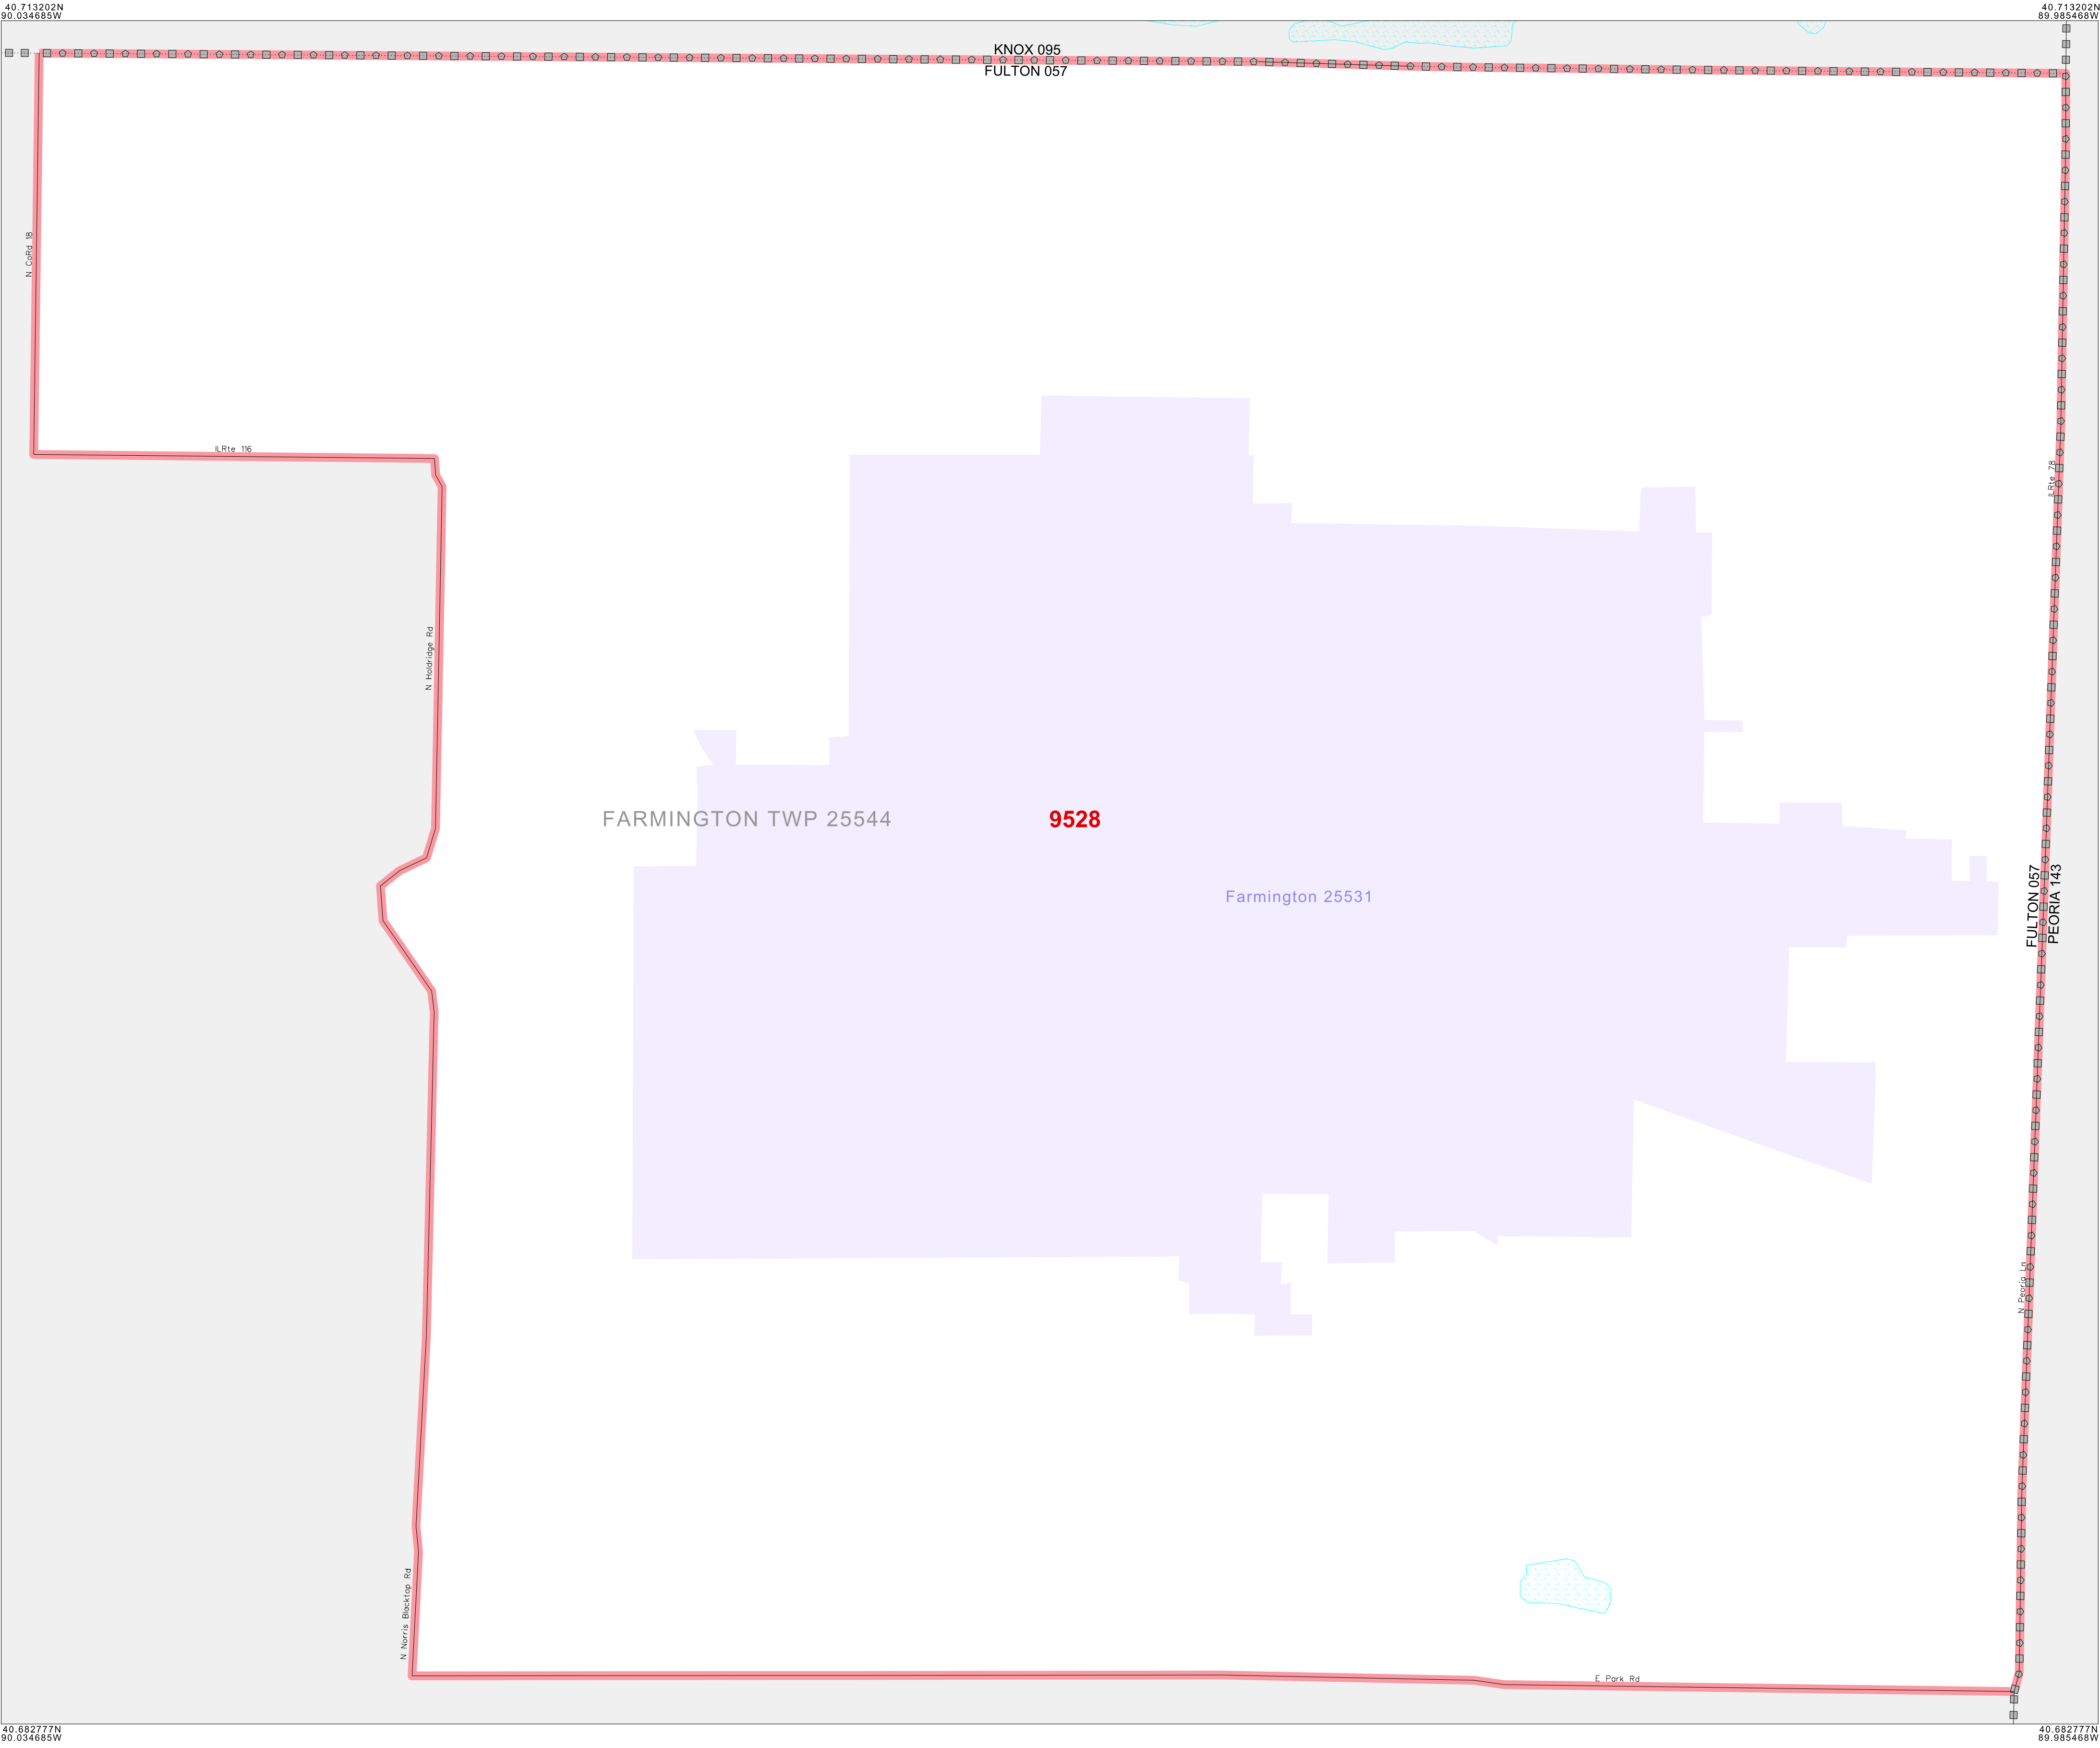 40.713202N
90.034685W
40.713202N
89.985468W
KNOX 095
FULTON 057
N CoRd 18
ILRte 116
ILRte 78
N Holdridge Rd
FARMINGTON TWP 25544
9528
Farmington 25531
FULTON 057
PEORIA 143
N Peoria Ln
N Norris Blacktop Rd
E Pork Rd
40.682777N
90.034685W
40.682777N
89.985468W